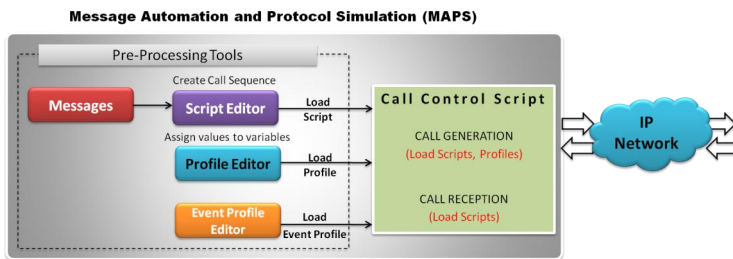 Message Automation and Protocol Simulation (MAPS)
Pre-Processing Tools
Create Call Sequence
Messages
Script Editor
Load
Script
Assign values to variables
Profile Editor
Load
Profile
Event Profile
Editor
Load
Event Profile
Call Control Script
CALL GENERATION
(Load Scripts, Profiles)
CALL RECEPTION
(Load Scripts)
IP
Network